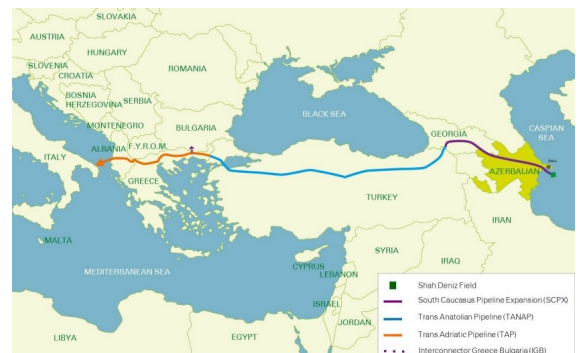 SLOVAKIA
AUSTRIA
HUNGARY
SLOVENIA
CROATIA
ROMANIA
BOSNIA
HERZEGOVINA
SERBIA
MONTENEGRO
BULGARIA
BLACK SEA
GEORGIA
CASPIAN
SEA
ITALY
ALBANIA
F.Y.R.O.M.
Baku
AZERBAIJAN
GREECE
TURKEY
IRAN
MALTA
SYRIA
CYPRUS
IRAQ
MEDITERRANEAN SEA
LEBANON
ISRAEL
JORDAN
LIBYA
EGYPT
Shah Deniz Field
South Caucasus Pipeline Expansion (SCPX)
Trans Anatolian Pipeline (TANAP)
Trans Adriatic Pipeline (TAP)
Interconnector Greece Bulgaria (IGB)